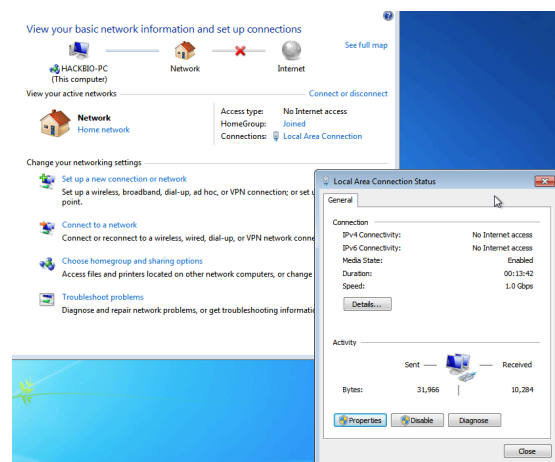 View your basic network information and set up connections
See full map
HACKBIO-PC
(This computer)
Network
Internet
View your active networks
Connect or disconnect
Network
Home network
Access type: No Internet access
HomeGroup: Joined
Connections: Local Area Connection
Change your networking settings
Set up a new connection or network
Set up a wireless, broadband, dial-up, ad hoc, or VPN connection; or set
point.
Connect to a network
Connect or reconnect to a wireless, wired, dial-up, or VPN network conne
Choose homegroup and sharing options
Access files and printers located on other network computers, or change
Troubleshoot problems
Diagnose and repair network problems, or get troubleshooting informati
Local Area Connection Status
General
Connection
IPv4 Connectivity: No Internet access
IPv6 Connectivity: No Internet access
Media State: Enabled
Duration: 00:13:42
Speed: 1.0 Gbps
Details...
Activity
Sent
Received
Bytes: 31,966 10,284
Properties
Disable
Diagnose
Close